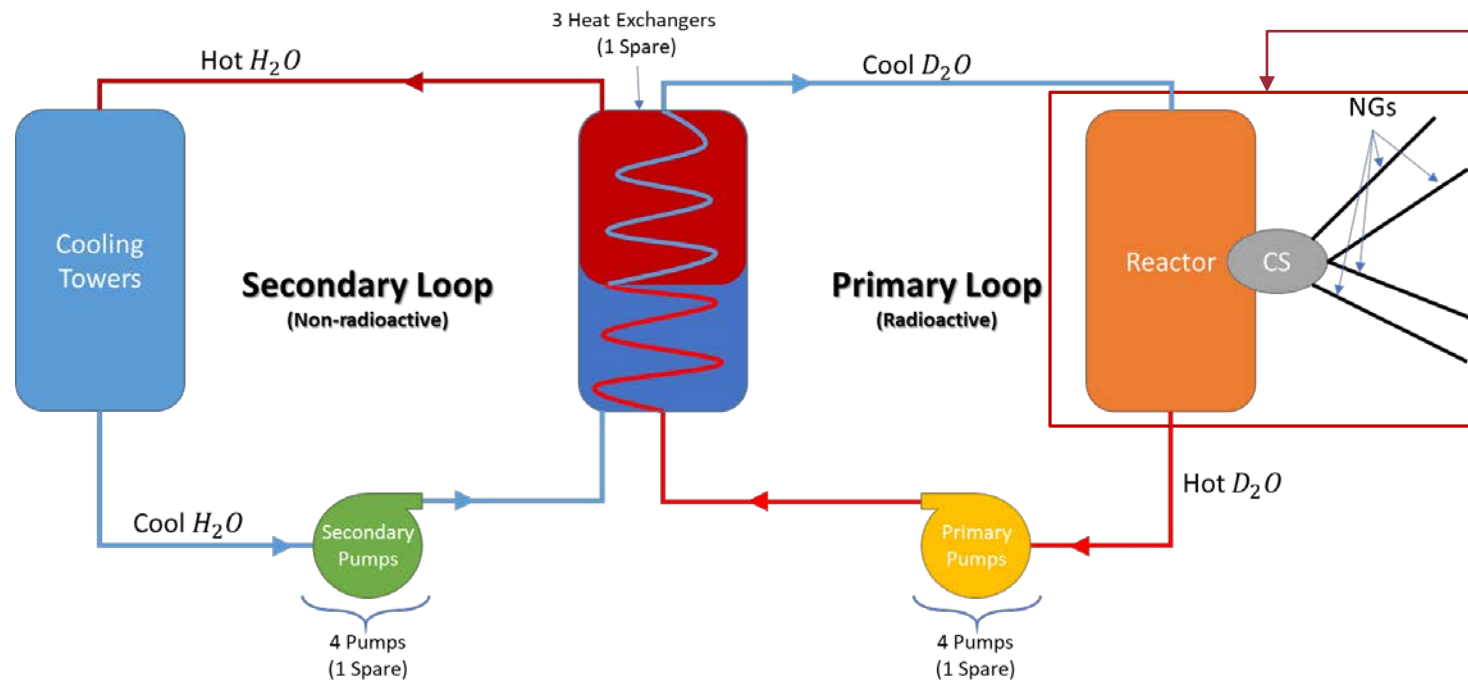 3 Heat Exchangers
(1 Spare)
Hot H₂O
Cool D₂O
NGs
Cooling
Towers
Secondary Loop
(Non-radioactive)
Primary Loop
(Radioactive)
Reactor
CS
Hot D₂O
Cool H₂O
Secondary
Pumps
Primary
Pumps
4 Pumps
(1 Spare)
4 Pumps
(1 Spare)